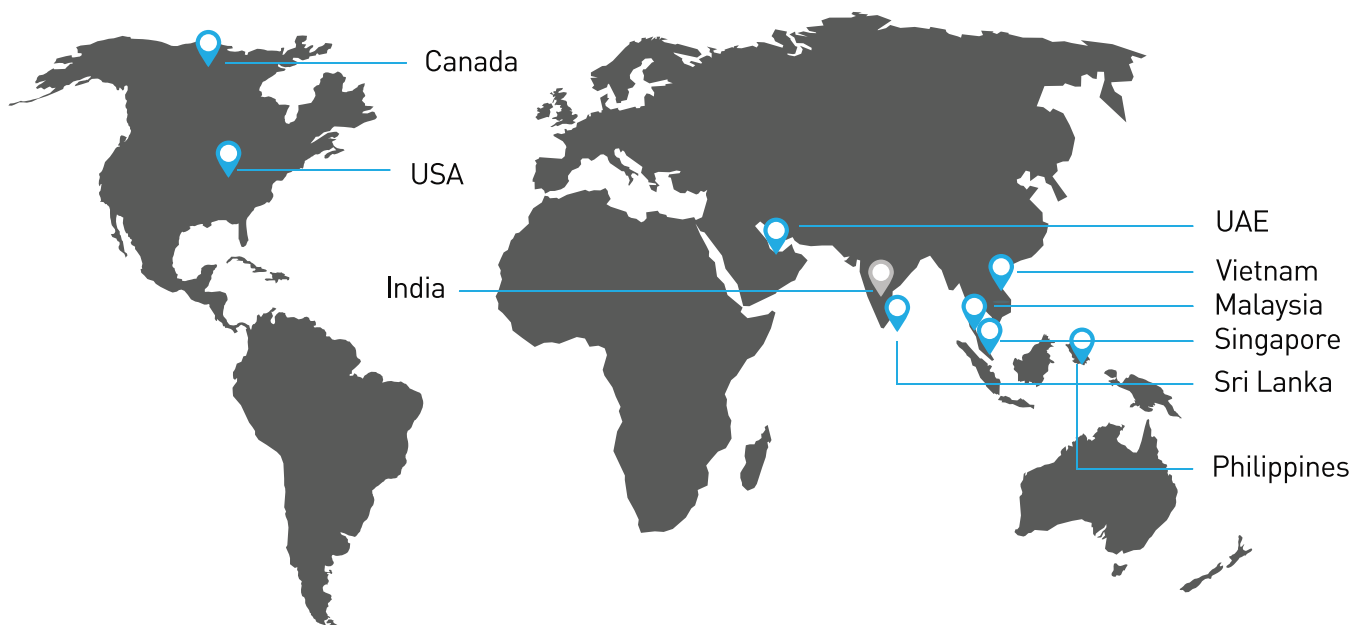 Canada
USA
UAE
India
Vietnam
Malaysia
Singapore
Sri Lanka
Philippines